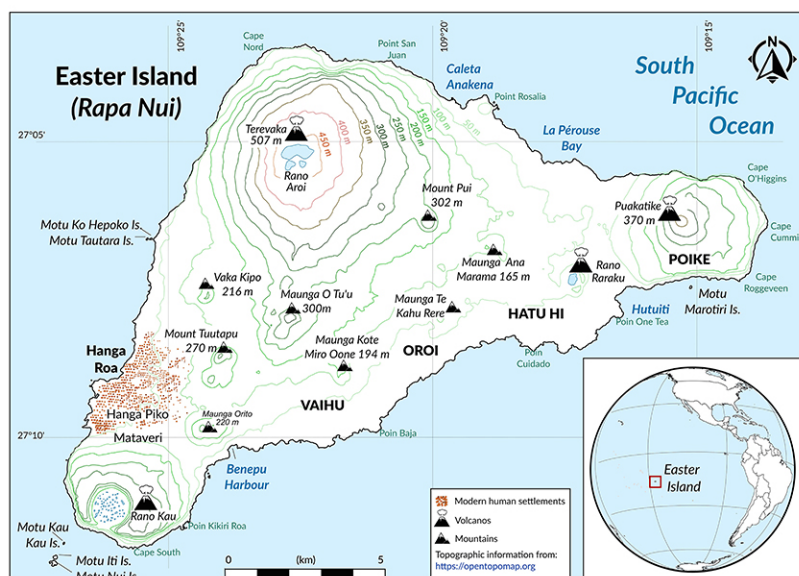 109°25
109°20
109°15
Easter Island
(Rapa Nui)
Cape
Nord
Point San
Juan
Caleta
Anakena
Point Rosalia
N
South
Pacific
Ocean
La Pérouse
Bay
27°05
Terevaka
507 m
Rano
Aroi
450 m
400 m
350 m
300 m
250 m
200 m
150 m
100 m
50 m
Mount Pui
302 m
Cape
O'Higgins
Puakatike
370 m
POIKE
Cape
Cummi
Cape
Roggeveen
Motu Ko Hepoko Is.
Motu Tautara Is.
Maunga Ana
Marama 165 m
Rano
Raraku
Vaka Kipo
216 m
Maunga O Tu'u
300m
Maunga Te
Kahu Rere
HATU HI
Hutuiti
Poin One Tea
Motu
Marotiri Is.
Hanga
Roa
Mount Tuutapu
270 m
Maunga Kote
Miro Oone 194 m
OROI
Poin
Cuidado
Hanga Piko
Mataveri
Maunga Orito
220 m
VAIHU
27°10
Poin Baja
Benepu
Harbour
Rano Kau
Poin Kikiri Roa
Cape South
Motu Kau
Kau Is.
Motu Iti Is.
Motu Nui Is.
0 (km) 5
Modern human settlements
Volcanos
Mountains
Topographic information from:
https://opentopomap.org
Easter
Island